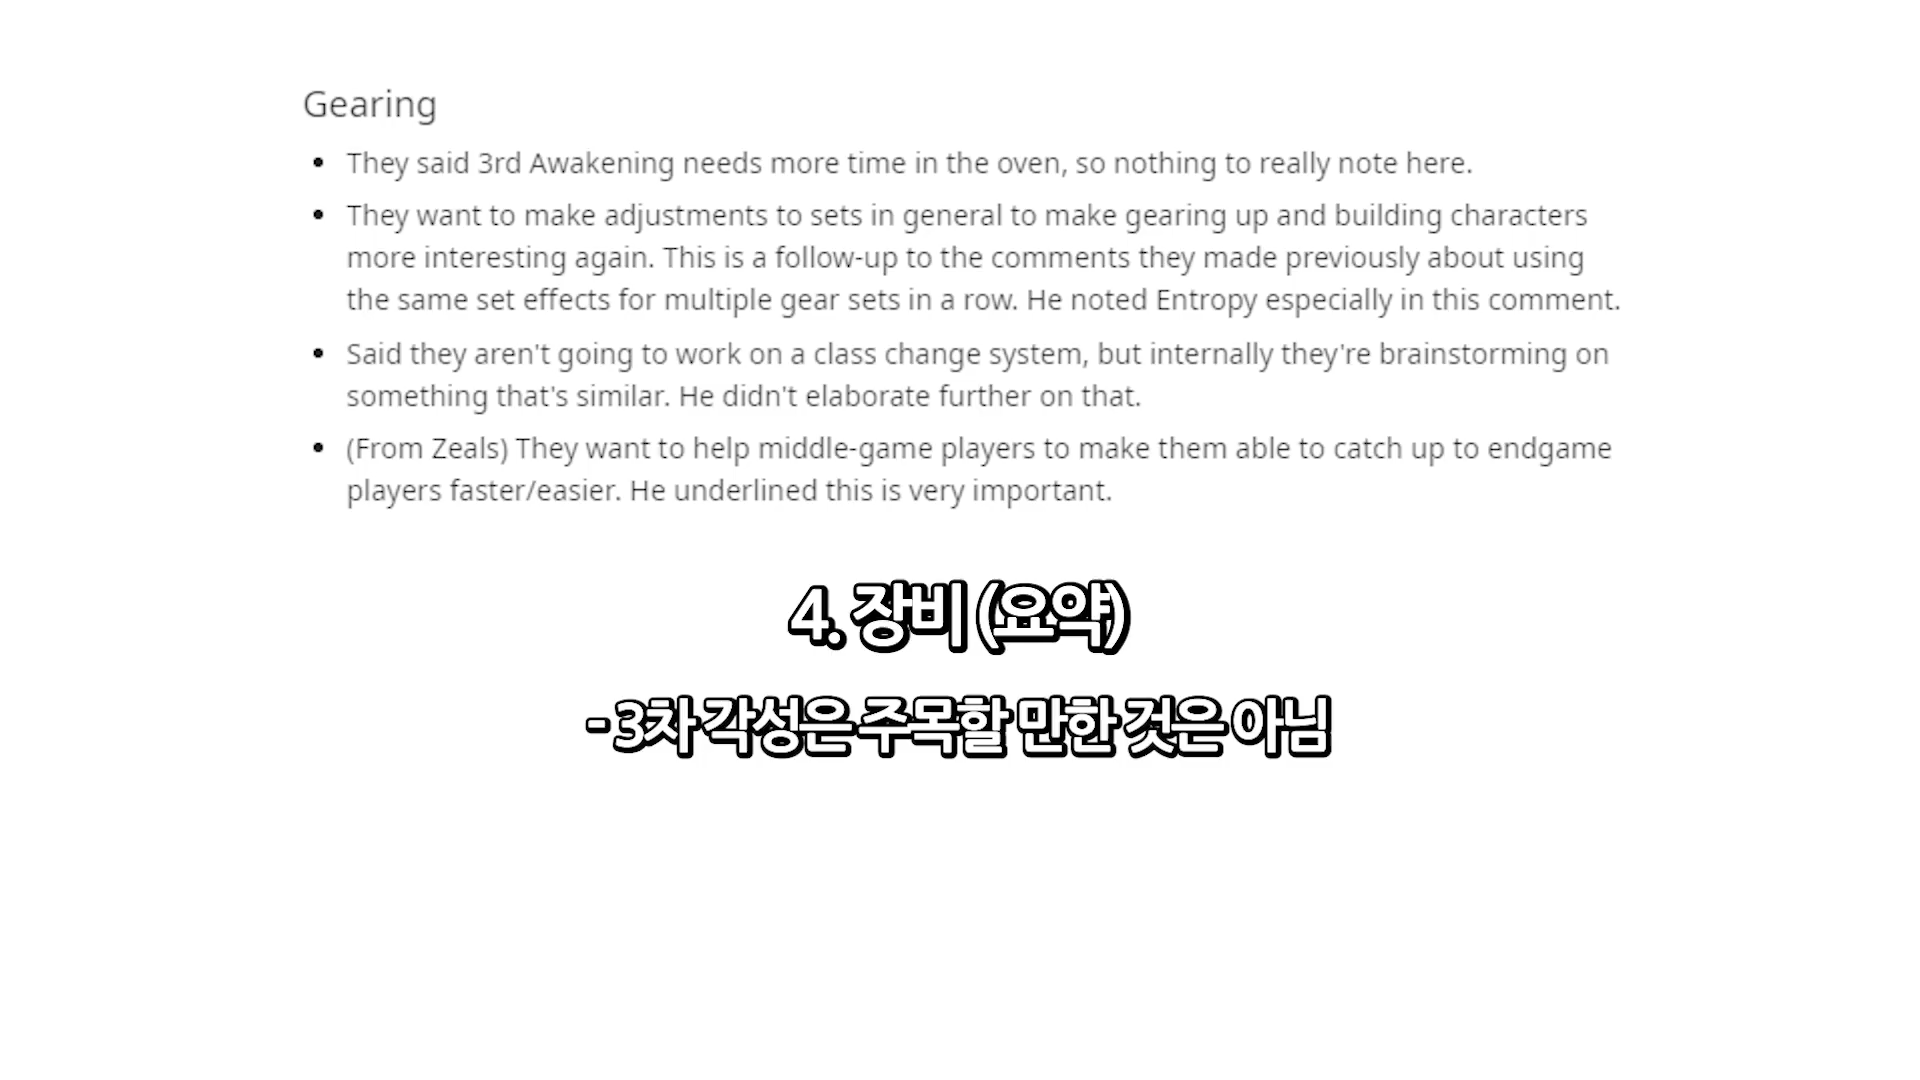 Gearing
• They said 3rd Awakening needs more time in the oven, so nothing to really note here.
• They want to make adjustments to sets in general to make gearing up and building characters
more interesting again. This is a follow-up to the comments they made previously about using
the same set effects for multiple gear sets in a row. He noted Entropy especially in this comment.
• Said they aren't going to work on a class change system, but internally they're brainstorming on
something that's similar. He didn't elaborate further on that.
• (From Zeals) They want to help middle-game players to make them able to catch up to endgame
players faster/easier. He underlined this is very important.
4. 장비 (요약)
- 3차 각성은 주목할 만한 것은 아님